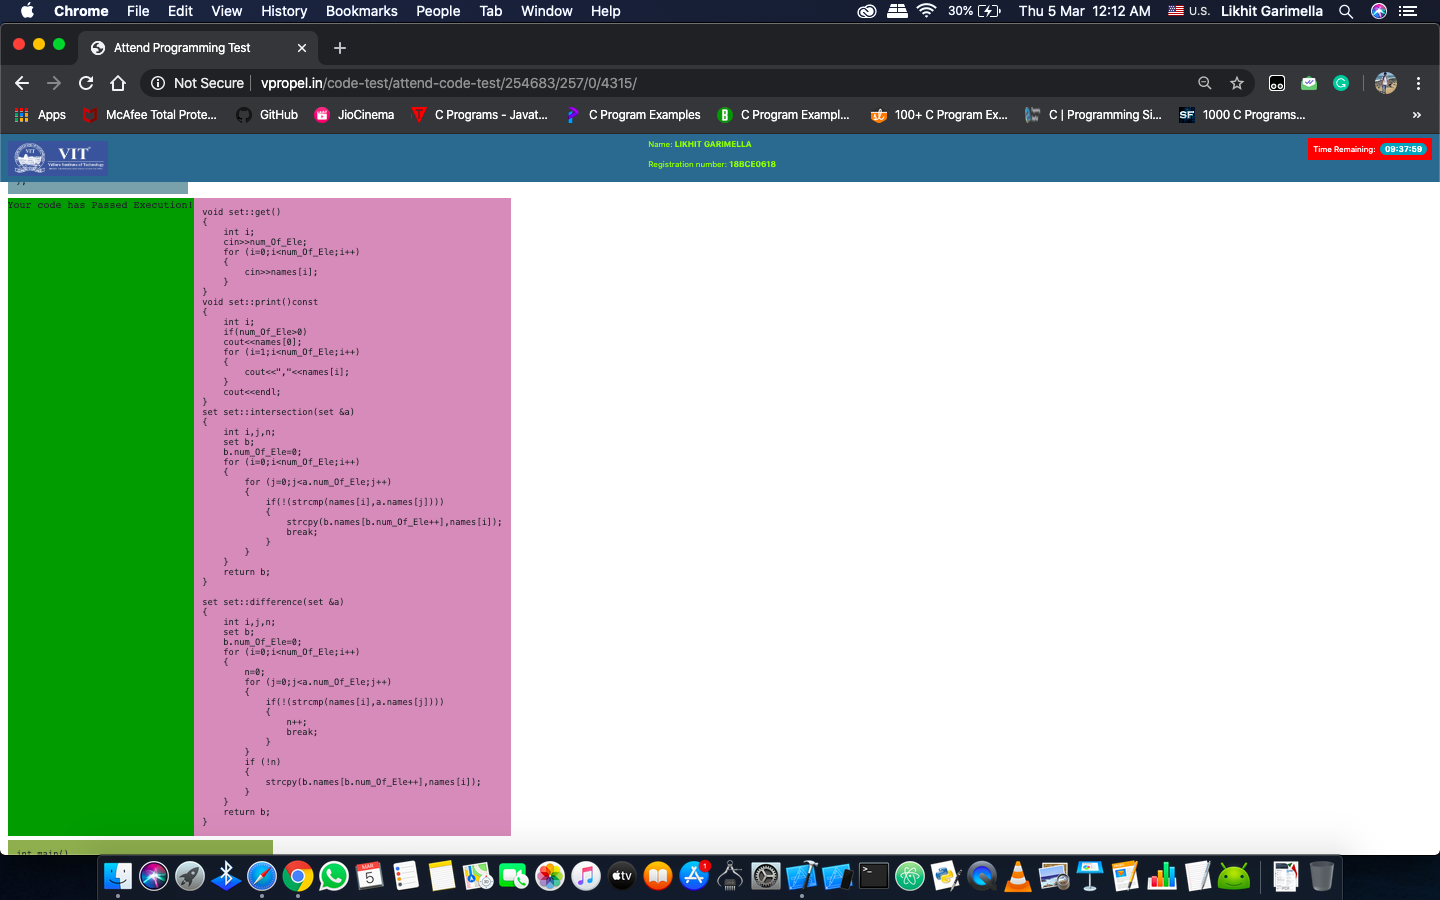 Chrome File Edit View History Bookmarks People Tab Window Help 30% Thu 5 Mar 12:12 AM U.S. Likhit Garimella
Attend Programming Test
Not Secure vpropel.in/code-test/attend-code-test/254683/257/0/4315/
Apps McAfee Total Prote... GitHub JioCinema C Programs - Javat... C Program Examples C Program Exampl... 100+ C Program Ex... C | Programming Si... SF 1000 C Programs... »
VIT
Name: LIKHIT GARIMELLA
Registration number: 18BCE0618
Time Remaining: 09:37:59
};
Your code has Passed Execution!
void set::get()
{
    int i;
    cin>>num_Of_Ele;
    for (i=0;i<num_Of_Ele;i++)
    {
        cin>>names[i];
    }
}
void set::print()const
{
    int i;
    if(num_Of_Ele>0)
    cout<<names[0];
    for (i=1;i<num_Of_Ele;i++)
    {
        cout<<","<<names[i];
    }
    cout<<endl;
}
set set::intersection(set &a)
{
    int i,j,n;
    set b;
    b.num_Of_Ele=0;
    for (i=0;i<num_Of_Ele;i++)
    {
        for (j=0;j<a.num_Of_Ele;j++)
        {
            if(!(strcmp(names[i],a.names[j])))
            {
                strcpy(b.names[b.num_Of_Ele++],names[i]);
                break;
            }
        }
    }
    return b;
}
set set::difference(set &a)
{
    int i,j,n;
    set b;
    b.num_Of_Ele=0;
    for (i=0;i<num_Of_Ele;i++)
    {
        n=0;
        for (j=0;j<a.num_Of_Ele;j++)
        {
            if(!(strcmp(names[i],a.names[j])))
            {
                n++;
                break;
            }
        }
        if (!n)
        {
            strcpy(b.names[b.num_Of_Ele++],names[i]);
        }
    }
    return b;
}
int main()
MAR
5
tv
1